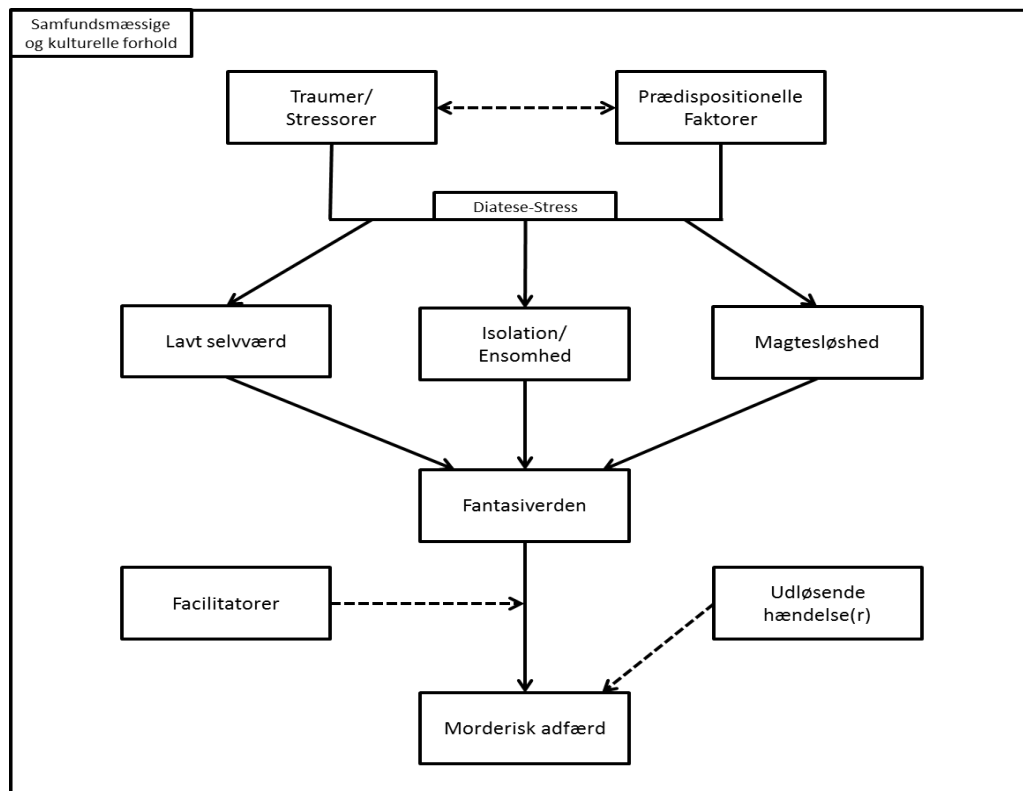 Samfundsmæssige
og kulturelle forhold
Traumer/
Stressorer
Prædispositionelle
Faktorer
Diatese-Stress
Lavt selvværd
Isolation/
Ensomhed
Magtesløshed
Fantasiverden
Facilitatorer
Udløsende
hændelse(r)
Morderisk adfærd